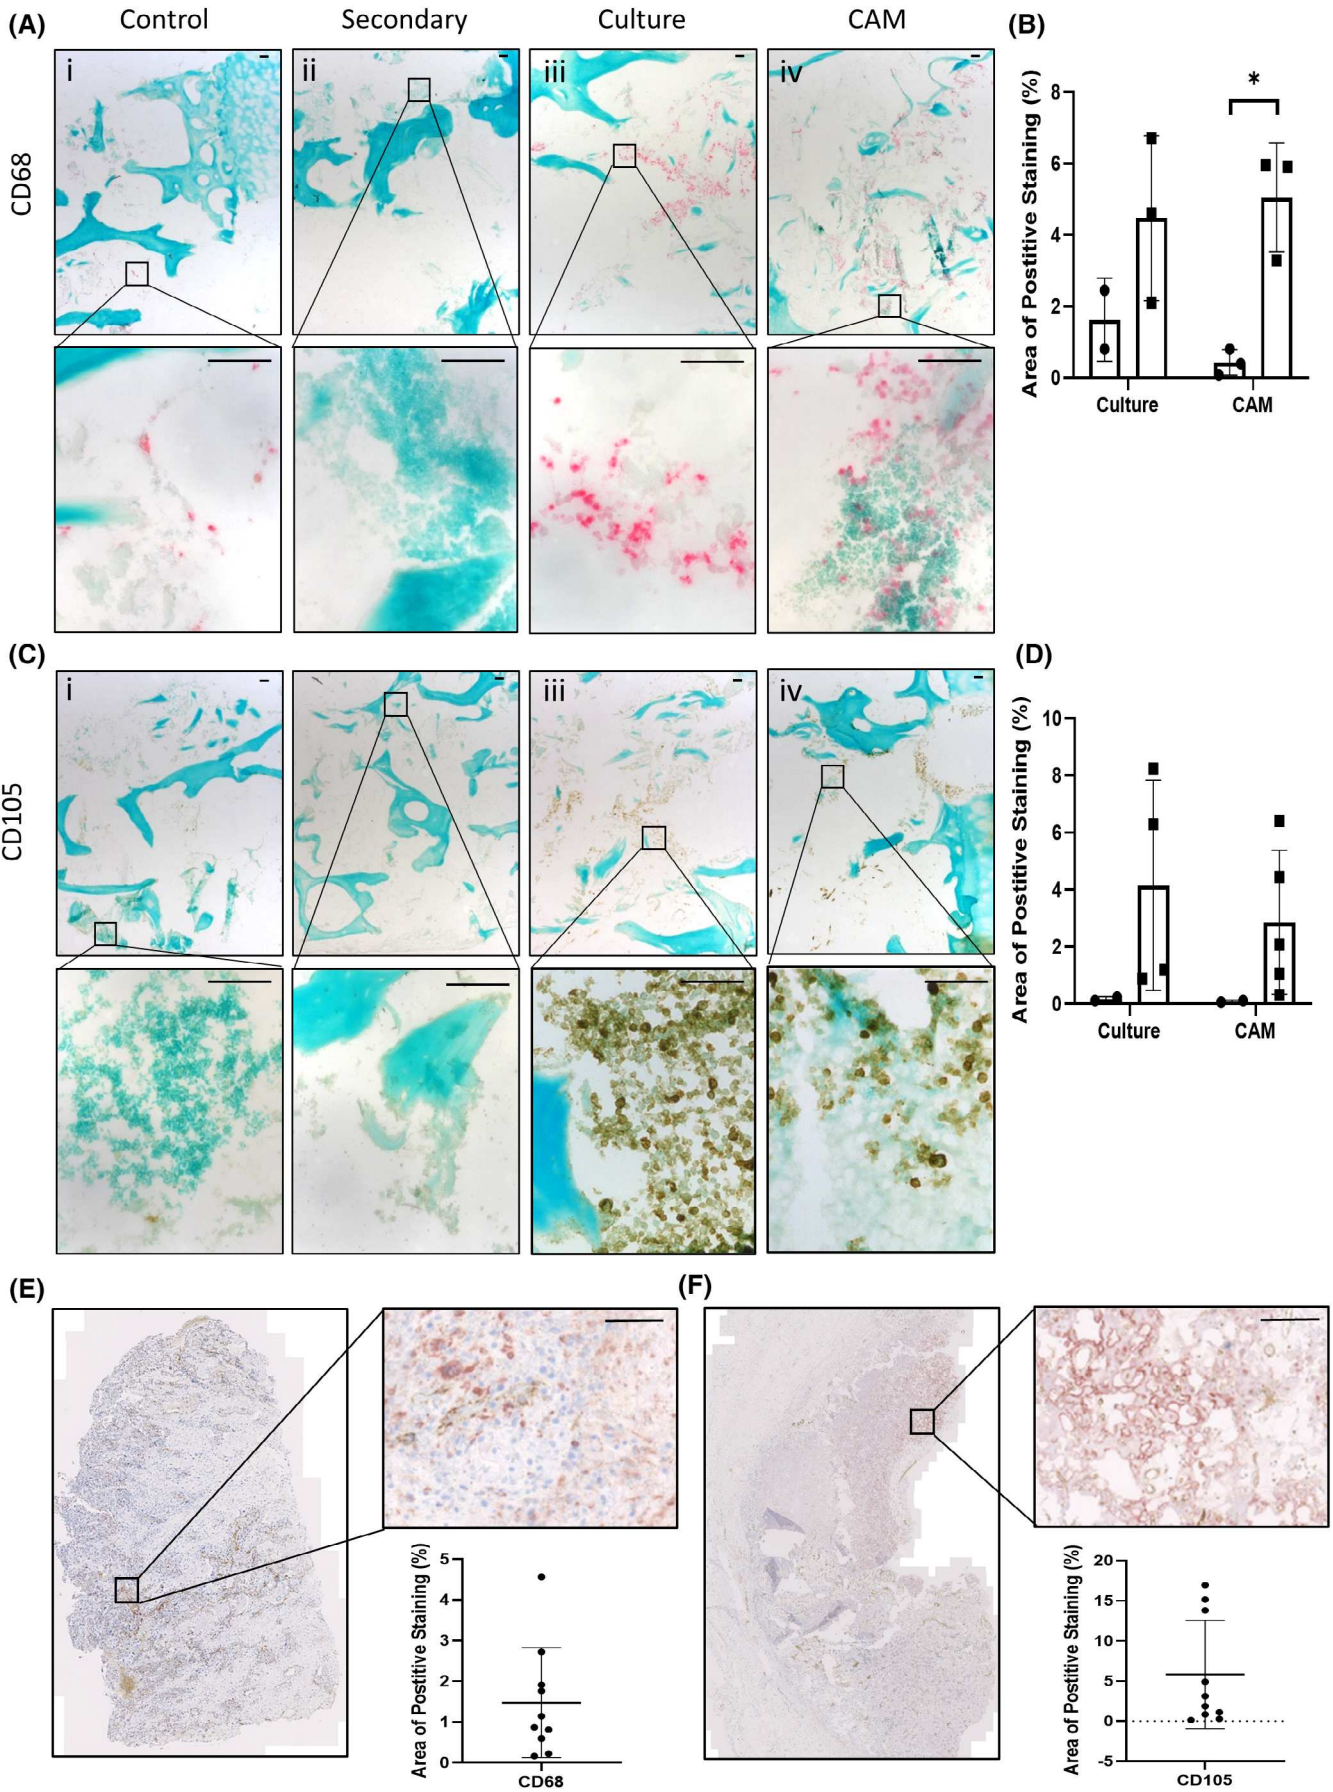 (A)
Control
Secondary
Culture
CAM
(B)
CD68
i
ii
iii
iv
Area of Postitive Staining (%)
8
6
4
2
0
*
Culture
CAM
(C)
CD105
i
iii
iv
(D)
Area of Postitive Staining (%)
10
8
6
4
2
0
Culture
CAM
(E)
(F)
Area of Postitive Staining (%)
5
4
3
2
1
0
CD68
Area of Postitive Staining (%)
20
15
10
5
0
-5
CD105